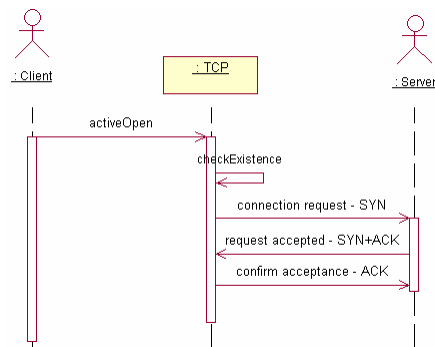 : Client
: TCP
: Server
activeOpen
checkExistence
connection request - SYN
request accepted - SYN+ACK
confirm acceptance - ACK